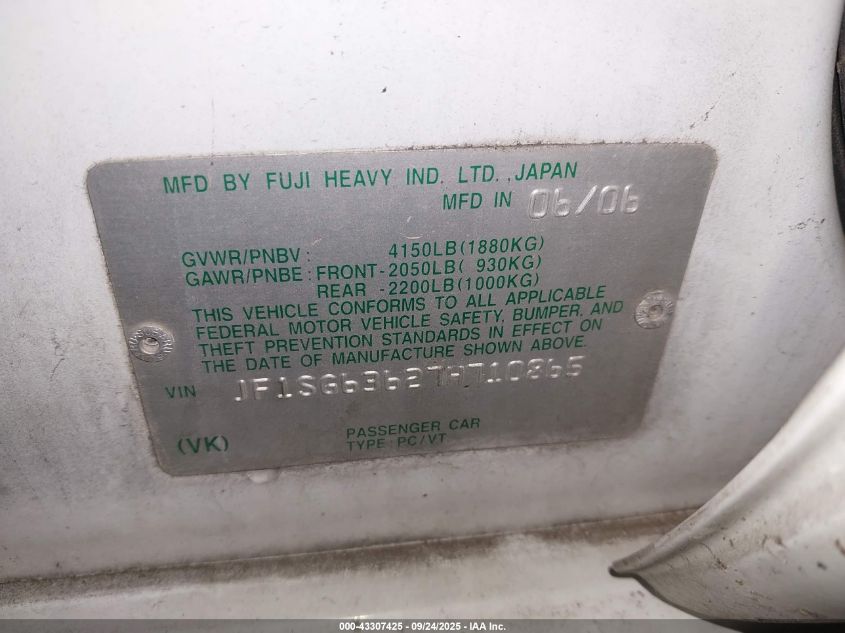 MFD BY FUJI HEAVY IND. LTD., JAPAN
MFD IN 06/06
GVWR/PNBV : 4150LB(1880KG)
GAWR/PNBE : FRONT-2050LB( 930KG)
REAR -2200LB(1000KG)
THIS VEHICLE CONFORMS TO ALL APPLICABLE
FEDERAL MOTOR VEHICLE SAFETY, BUMPER, AND
THEFT PREVENTION STANDARDS IN EFFECT ON
THE DATE OF MANUFACTURE SHOWN ABOVE.
VIN JF1SG63627H710865
(VK)
PASSENGER CAR
TYPE : PC/VT
000-43307425 - 09/24/2025 - IAA Inc.